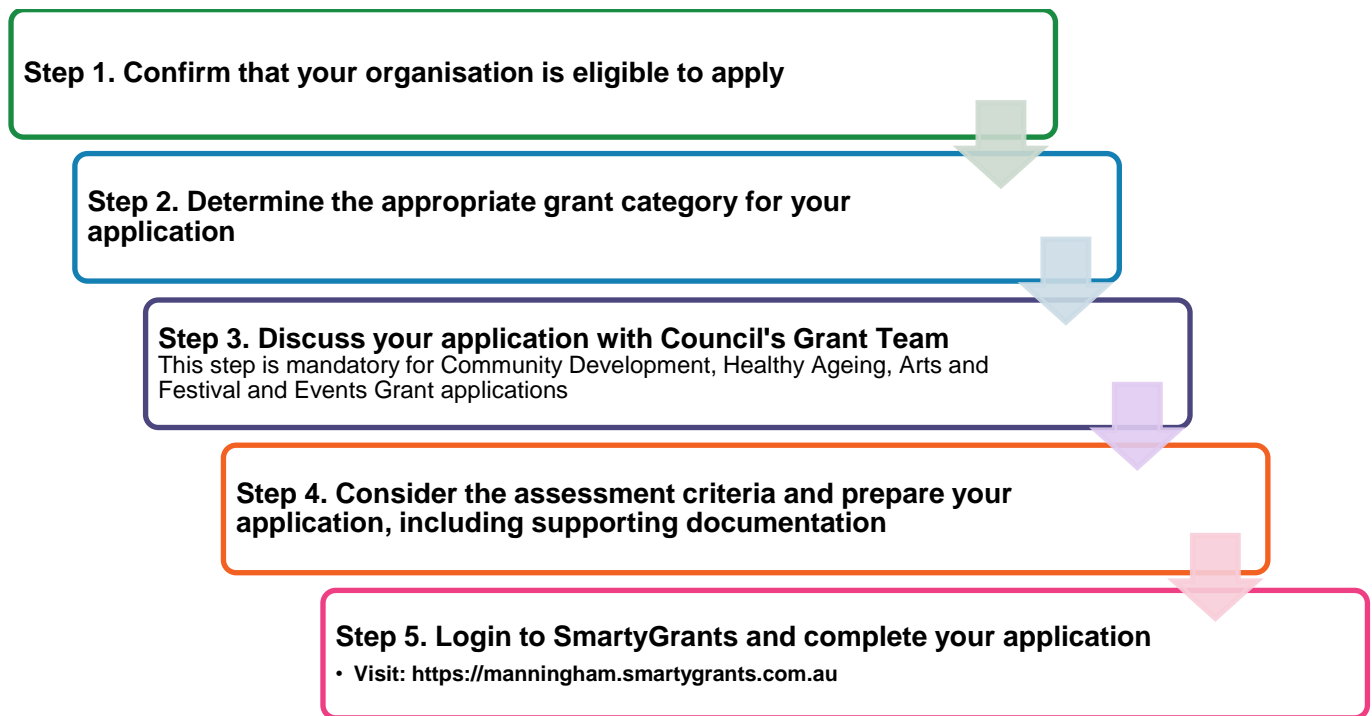 Step 1. Confirm that your organisation is eligible to apply
Step 2. Determine the appropriate grant category for your
application
Step 3. Discuss your application with Council's Grant Team
This step is mandatory for Community Development, Healthy Ageing, Arts and
Festival and Events Grant applications
Step 4. Consider the assessment criteria and prepare your
application, including supporting documentation
Step 5. Login to SmartyGrants and complete your application
• Visit: https://manningham.smartygrants.com.au